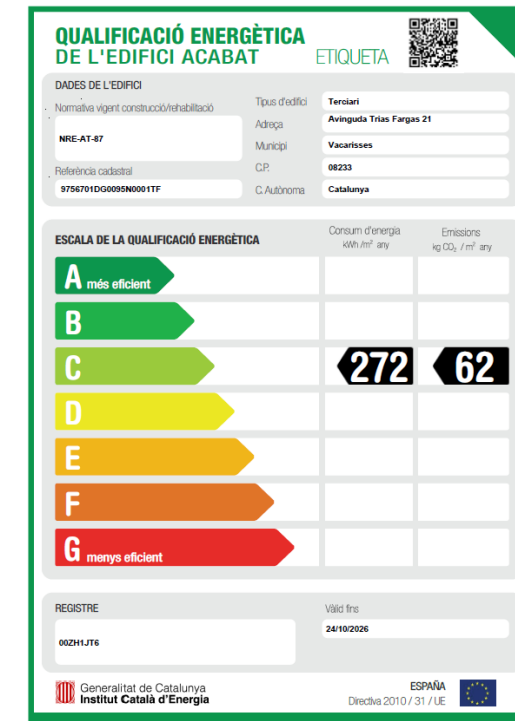 QUALIFICACIÓ ENERGÈTICA
DE L'EDIFICI ACABAT
ETIQUETA
DADES DE L'EDIFICI
Normativa vigent construcció/rehabilitació
NRE-AT-87
Referència cadastral
9756701DG0095N0001TF
Tipus d'edifici Terciari
Adreça Avinguda Trias Fargas 21
Municipi Vacarisses
C.P. 08233
C. Autònoma Catalunya
ESCALA DE LA QUALIFICACIÓ ENERGÈTICA
Consum d'energia
kWh /m² any
Emissions
kg CO₂ / m² any
A més eficient
B
C 272 62
D
E
F
G menys eficient
REGISTRE
00ZH1JT6
Vàlid fins
24/10/2026
Generalitat de Catalunya
Institut Català d'Energia
ESPAÑA
Directiva 2010 / 31 / UE